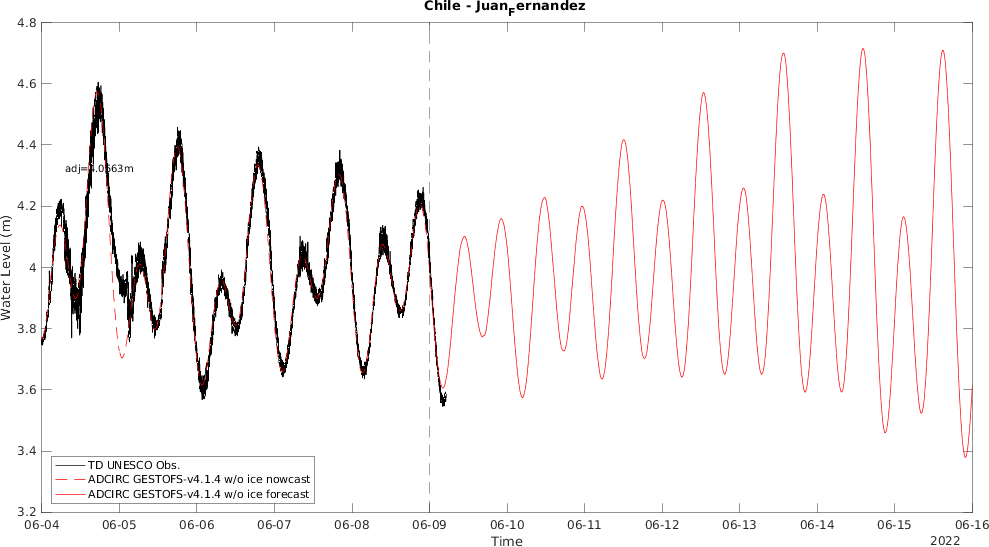 Chile - Juan_Fernandez
4.8
4.6
4.4
4.2
4
3.8
3.6
3.4
3.2
Water Level (m)
adj=4.0663m
TD UNESCO Obs.
ADCIRC GESTOFS-v4.1.4 w/o ice nowcast
ADCIRC GESTOFS-v4.1.4 w/o ice forecast
06-04 06-05 06-06 06-07 06-08 06-09 06-10 06-11 06-12 06-13 06-14 06-15 06-16
Time
2022